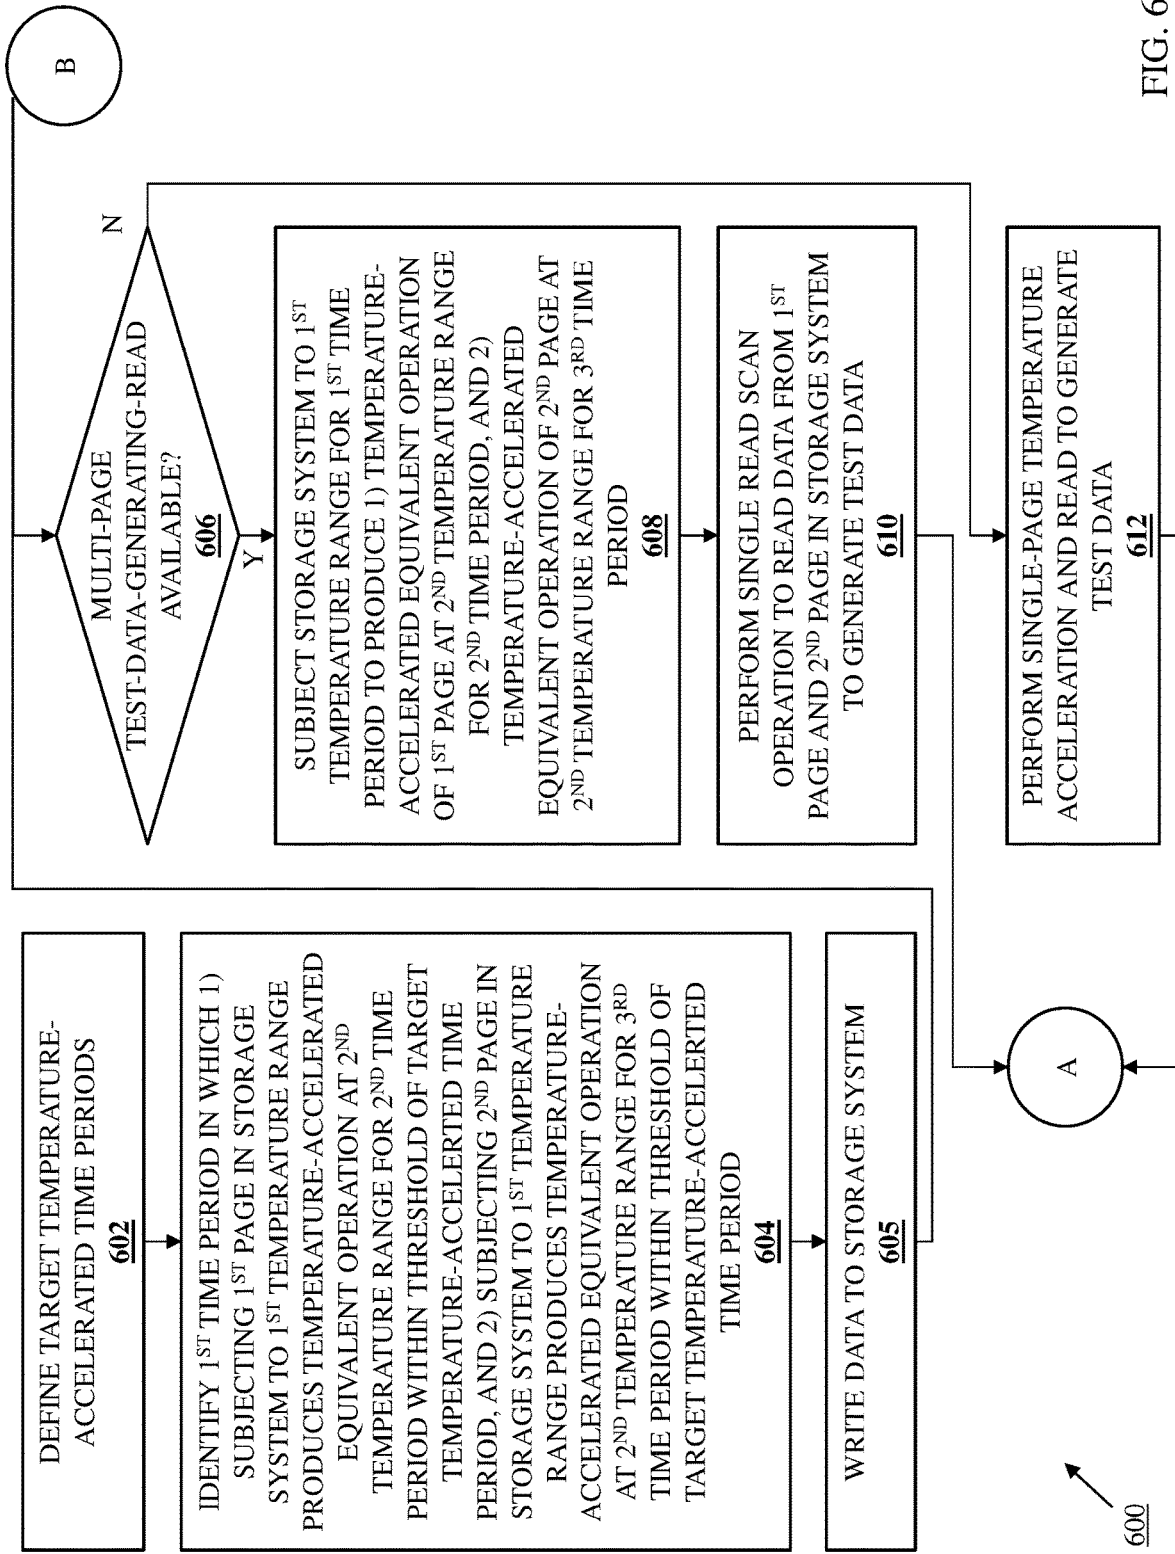 DEFINE TARGET TEMPERATURE-
ACCELERATED TIME PERIODS
602
IDENTIFY 1ST TIME PERIOD IN WHICH 1)
SUBJECTING 1ST PAGE IN STORAGE
SYSTEM TO 1ST TEMPERATURE RANGE
PRODUCES TEMPERATURE-ACCELERATED
EQUIVALENT OPERATION AT 2ND
TEMPERATURE RANGE FOR 2ND TIME
PERIOD WITHIN THRESHOLD OF TARGET
TEMPERATURE-ACCELERTED TIME
PERIOD, AND 2) SUBJECTING 2ND PAGE IN
STORAGE SYSTEM TO 1ST TEMPERATURE
RANGE PRODUCES TEMPERATURE-
ACCELERATED EQUIVALENT OPERATION
AT 2ND TEMPERATURE RANGE FOR 3RD
TIME PERIOD WITHIN THRESHOLD OF
TARGET TEMPERATURE-ACCELERTED
TIME PERIOD
604
WRITE DATA TO STORAGE SYSTEM
605
600
B
MULTI-PAGE
TEST-DATA-GENERATING-READ
AVAILABLE?
606
N
Y
SUBJECT STORAGE SYSTEM TO 1ST
TEMPERATURE RANGE FOR 1ST TIME
PERIOD TO PRODUCE 1) TEMPERATURE-
ACCELERATED EQUIVALENT OPERATION
OF 1ST PAGE AT 2ND TEMPERATURE RANGE
FOR 2ND TIME PERIOD, AND 2)
TEMPERATURE-ACCELERATED
EQUIVALENT OPERATION OF 2ND PAGE AT
2ND TEMPERATURE RANGE FOR 3RD TIME
PERIOD
608
PERFORM SINGLE READ SCAN
OPERATION TO READ DATA FROM 1ST
PAGE AND 2ND PAGE IN STORAGE SYSTEM
TO GENERATE TEST DATA
610
PERFORM SINGLE-PAGE TEMPERATURE
ACCELERATION AND READ TO GENERATE
TEST DATA
612
A
FIG. 6